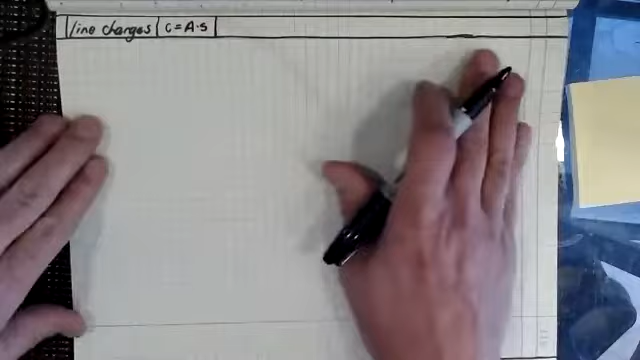 line charges | C = A·s